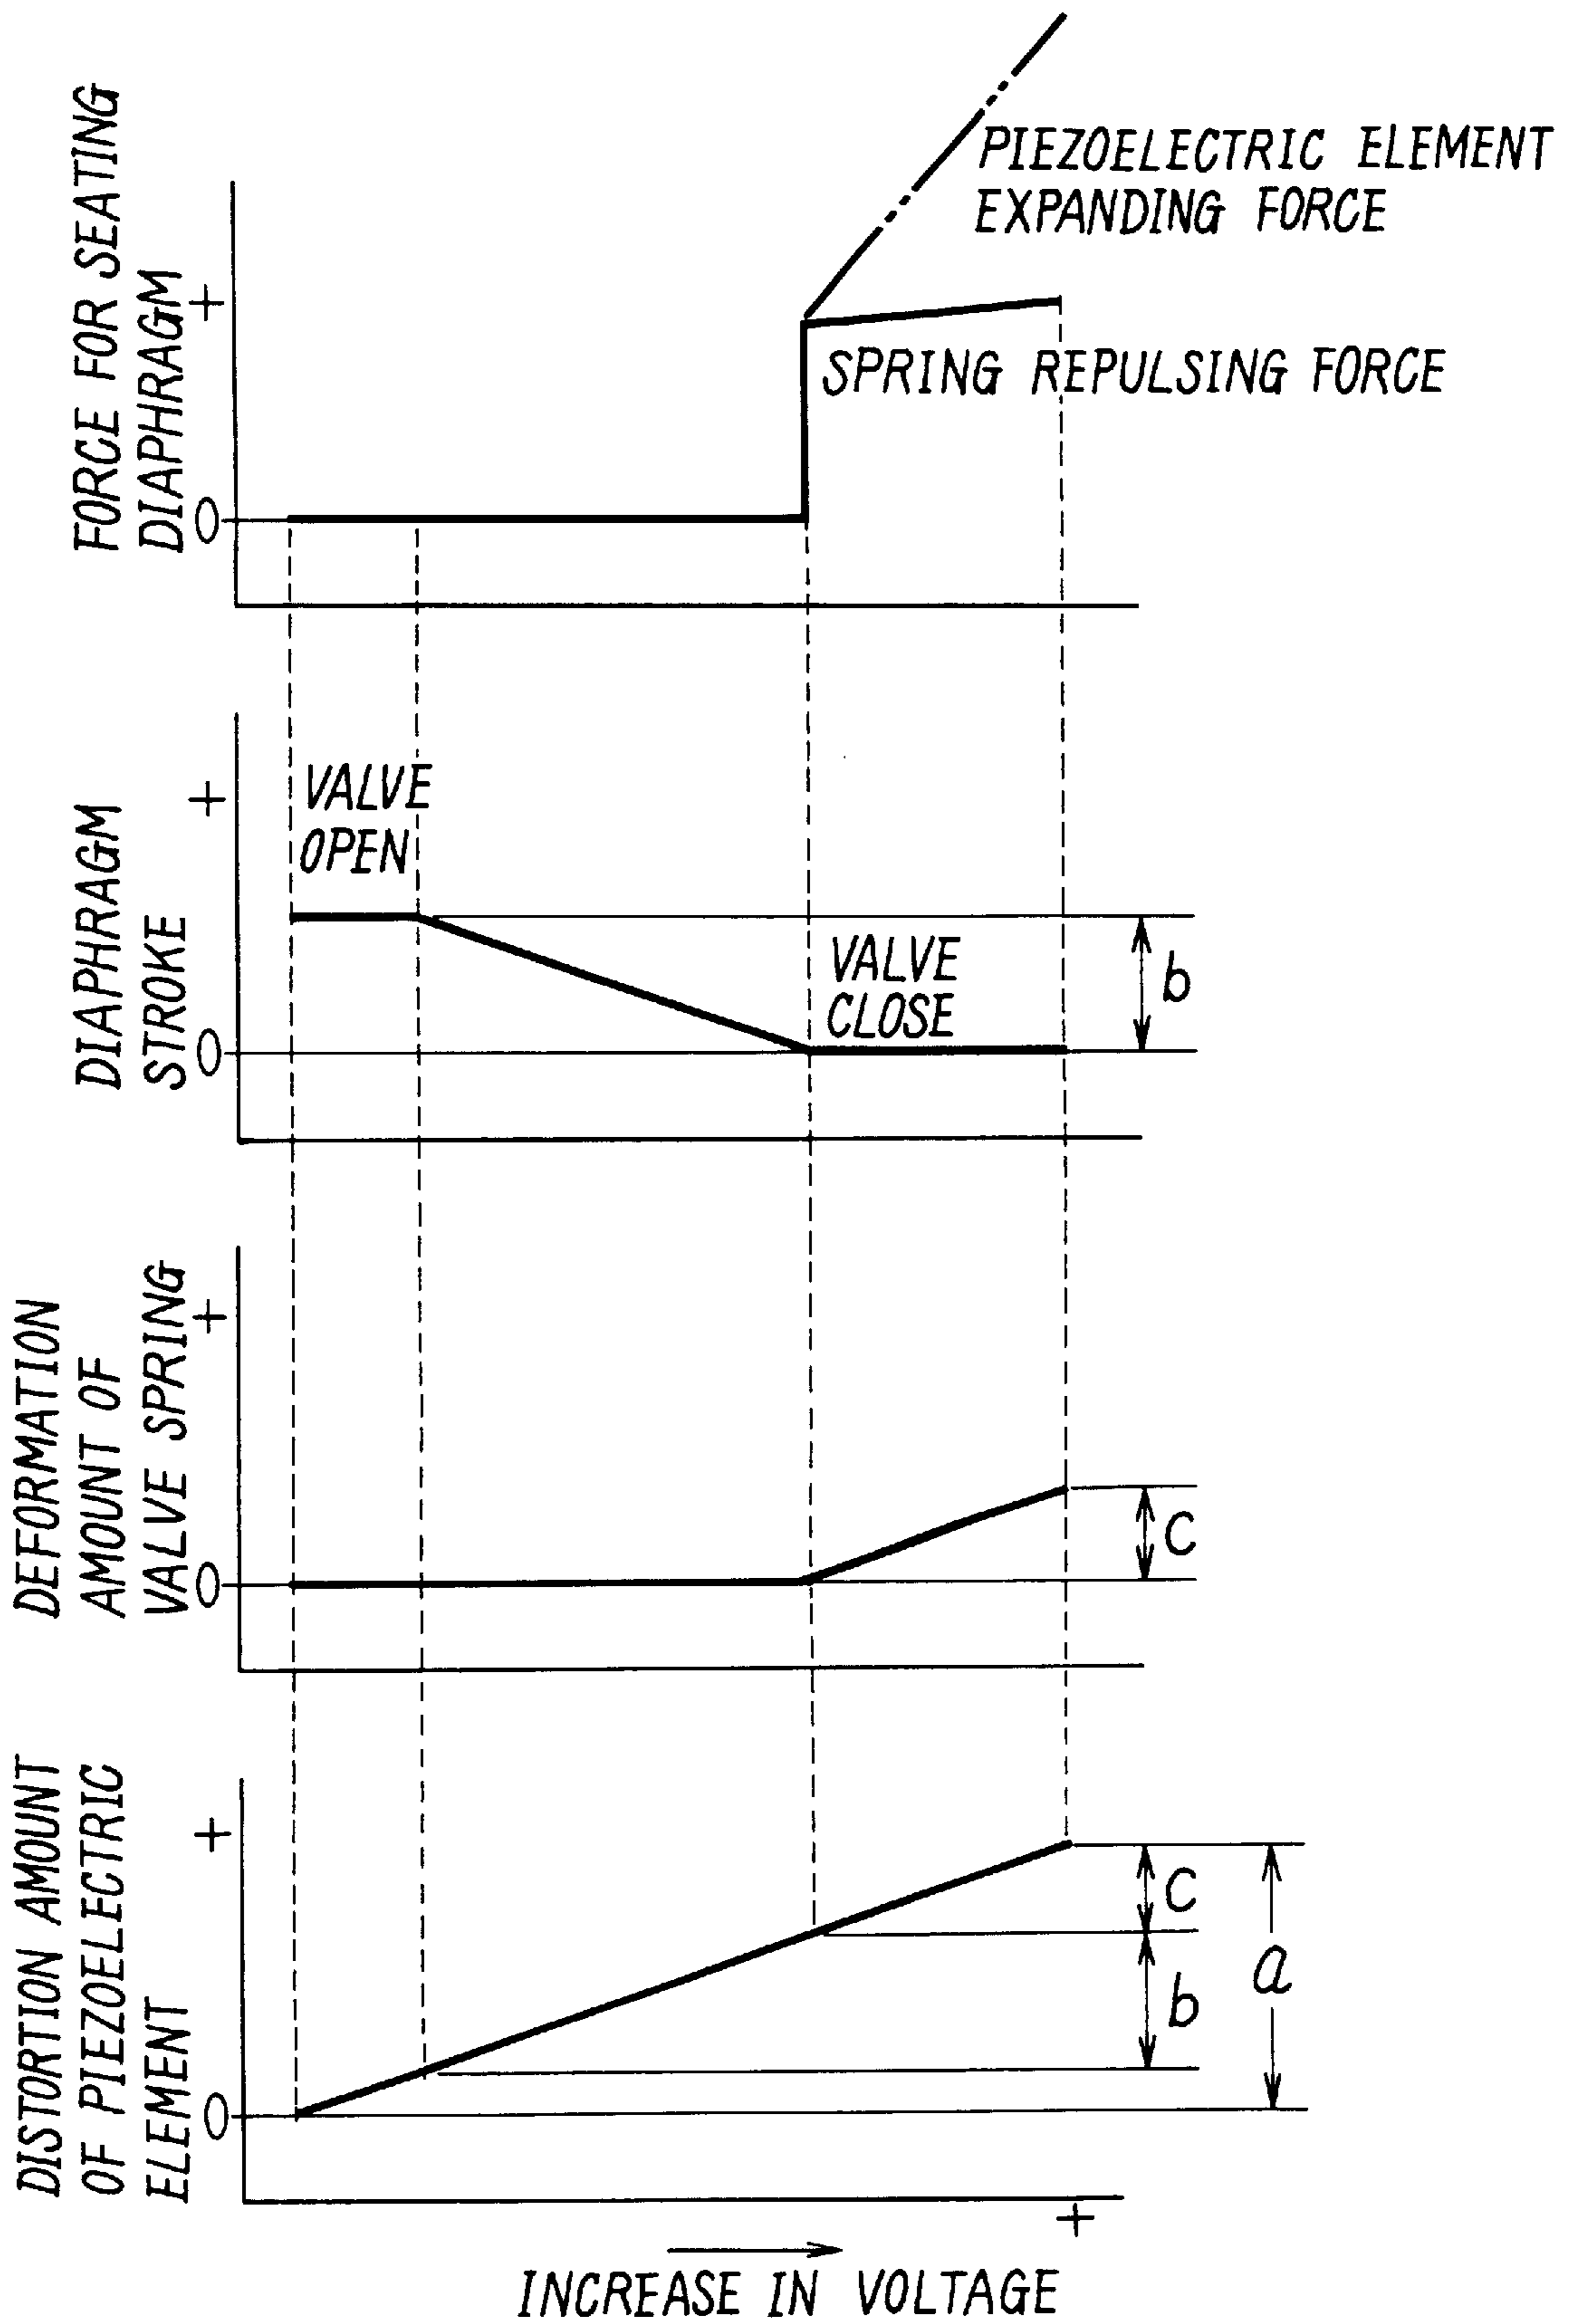 PIEZOELECTRIC ELEMENT
EXPANDING FORCE
FORCE FOR SEATING
DIAPHRAGM
+
SPRING REPULSING FORCE
0
DIAPHRAGM
STROKE
+
VALVE
OPEN
VALVE
CLOSE
b
0
DEFORMATION
AMOUNT OF
VALVE SPRING
+
C
0
DISTORTION AMOUNT
OF PIEZOELECTRIC
ELEMENT
+
C
a
b
0
+
INCREASE IN VOLTAGE